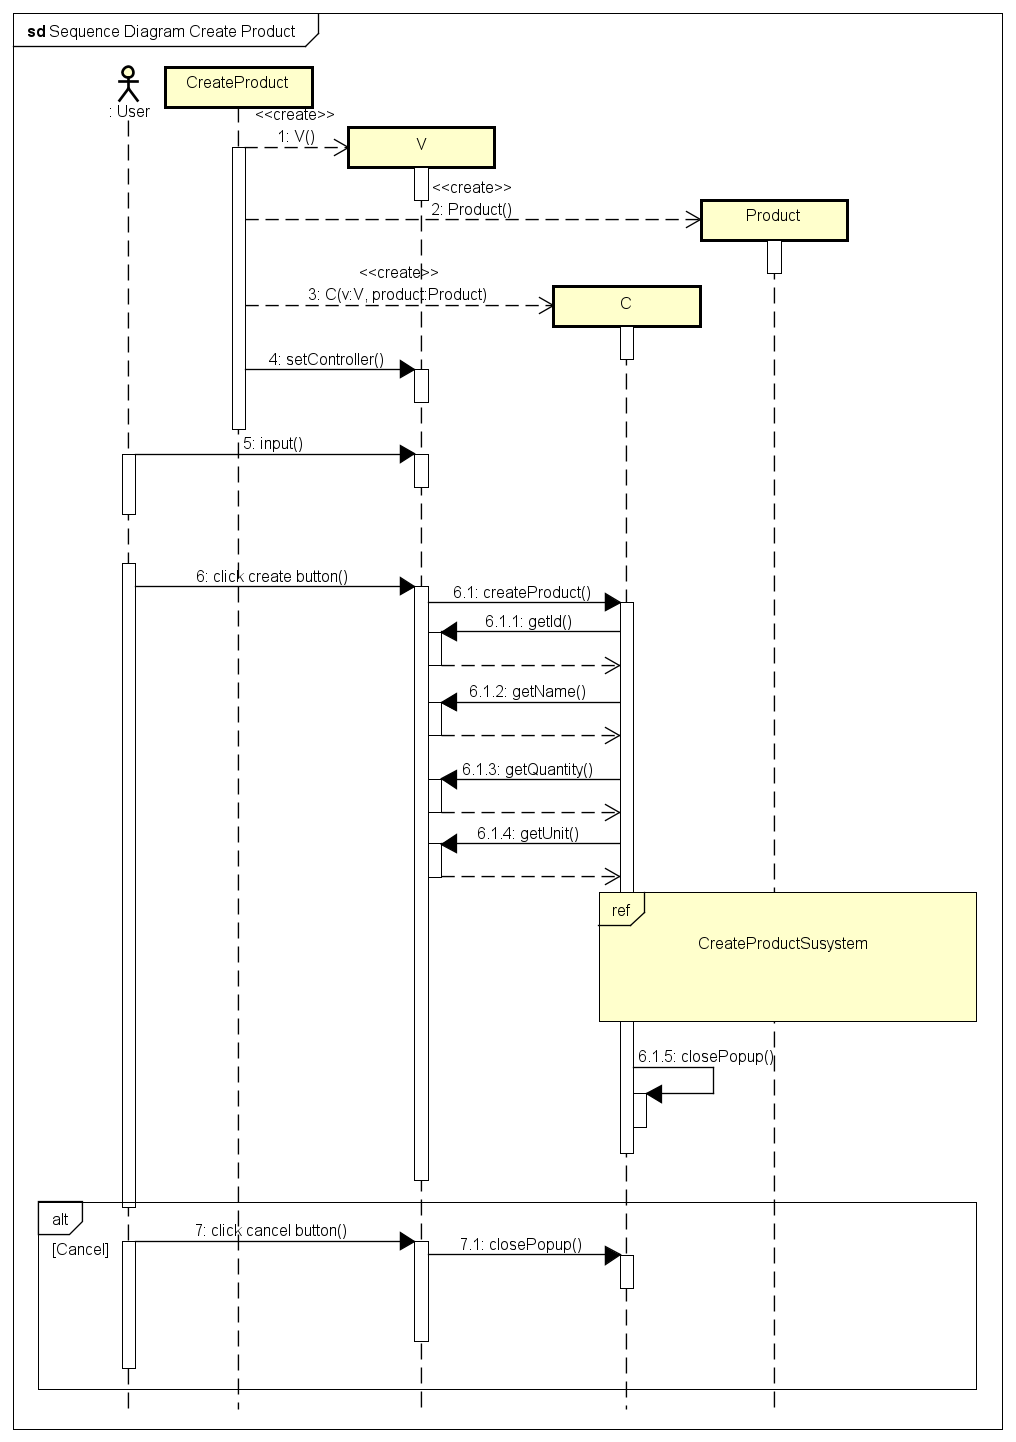 sd Sequence Diagram Create Product
: User
CreateProduct
<<create>>
1: V()
V
<<create>>
2: Product()
Product
<<create>>
3: C(v:V, product:Product)
C
4: setController()
5: input()
6: click create button()
6.1: createProduct()
6.1.1: getId()
6.1.2: getName()
6.1.3: getQuantity()
6.1.4: getUnit()
ref
CreateProductSusystem
6.1.5: closePopup()
alt
[Cancel]
7: click cancel button()
7.1: closePopup()